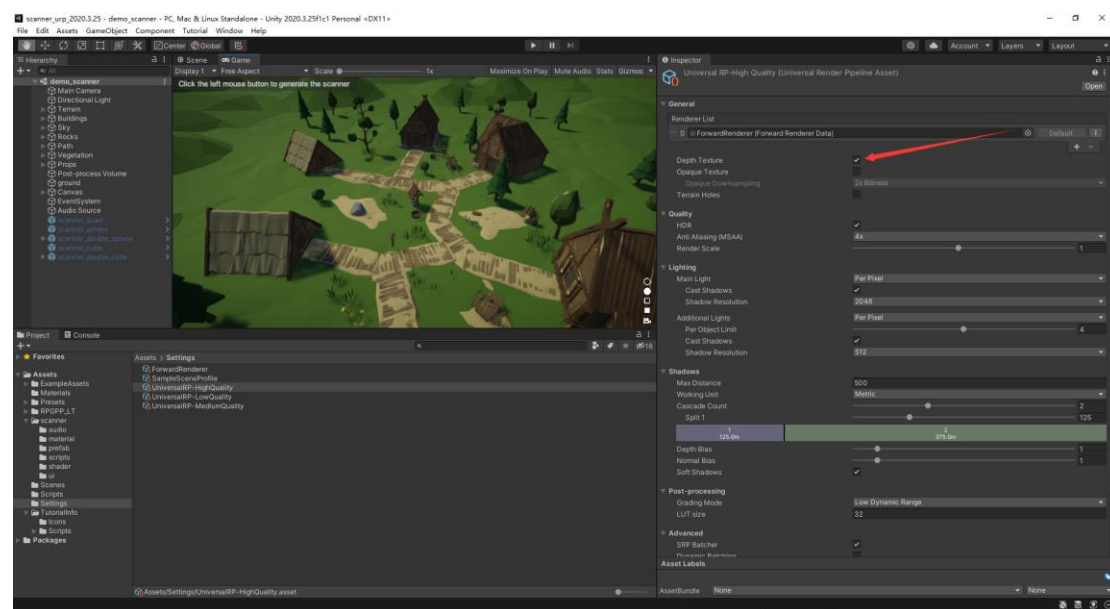 scanner_urp_2020.3.25 - demo_scanner - PC, Mac & Linux Standalone - Unity 2020.3.25f1c1 Personal <DX11>
File Edit Assets GameObject Component Tutorial Window Help
Center Global
Account Layers Layout
Hierarchy
All
demo_scanner
Main Camera
Directional Light
Terrain
Buildings
Sky
Rocks
Path
Vegetation
Props
Post-process Volume
ground
Canvas
EventSystem
Audio Source
scanner_quad
scanner_sphere
scanner_double_sphere
scanner_cube
scanner_double_cube
Scene Game
Display 1 Free Aspect Scale 1x Maximize On Play Mute Audio Stats Gizmos
Click the left mouse button to generate the scanner
Project Console
16
Favorites
Assets
ExampleAssets
Materials
Presets
RPGPP_LT
scanner
audio
material
prefab
scripts
shader
ui
Scenes
Scripts
Settings
TutorialInfo
Icons
Scripts
Packages
Assets > Settings
ForwardRenderer
SampleSceneProfile
UniversalRP-HighQuality
UniversalRP-LowQuality
UniversalRP-MediumQuality
Assets/Settings/UniversalRP-HighQuality.asset
Inspector
Universal RP-High Quality (Universal Render Pipeline Asset)
Open
General
Renderer List
0 ForwardRenderer (Forward Renderer Data) Default
+ -
Depth Texture
Opaque Texture
Opaque Downsampling 2x Bilinear
Terrain Holes
Quality
HDR
Anti Aliasing (MSAA) 4x
Render Scale 1
Lighting
Main Light Per Pixel
Cast Shadows
Shadow Resolution 2048
Additional Lights Per Pixel
Per Object Limit 4
Cast Shadows
Shadow Resolution 512
Shadows
Max Distance 500
Working Unit Metric
Cascade Count 2
Split 1 125
1 2
125.0m 375.0m
Depth Bias 1
Normal Bias 1
Soft Shadows
Post-processing
Grading Mode Low Dynamic Range
LUT size 32
Advanced
SRP Batcher
Dynamic Batching
Asset Labels
AssetBundle None None